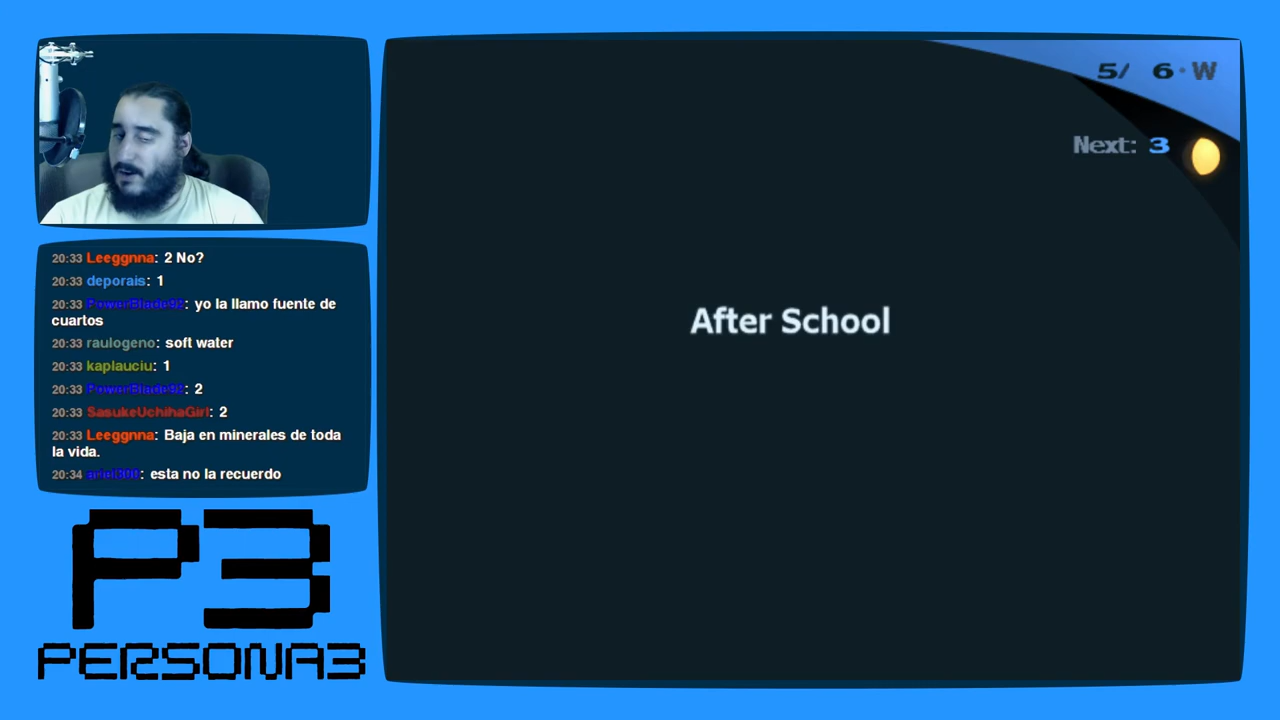 5/ 6·W
Next: 3
After School
20:33 Leeggnna: 2 No?
20:33 deporais: 1
20:33 PowerBlade92: yo la llamo fuente de
cuartos
20:33 raulogeno: soft water
20:33 kaplauciu: 1
20:33 PowerBlade92: 2
20:33 SasukeUchihaGirl: 2
20:33 Leeggnna: Baja en minerales de toda
la vida.
20:34 : esta no la recuerdo
P3
PERSONA3